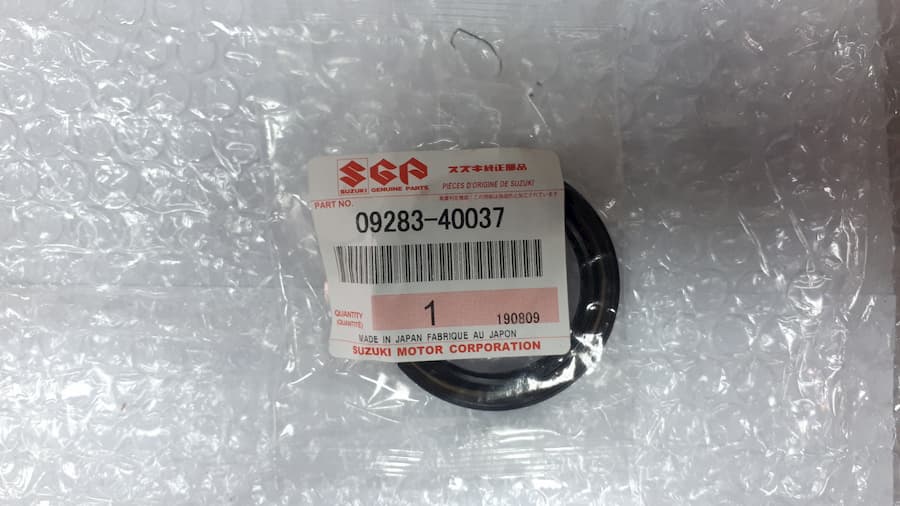 SGP
スズキ純正部品
SUZUKI GENUINE PARTS
PIÈCES D'ORIGINE DE SUZUKI
PART NO.
09283-40037
QUANTITY
(QUANTITÉ)
1
190809
MADE IN JAPAN FABRIQUE AU JAPON
SUZUKI MOTOR CORPORATION